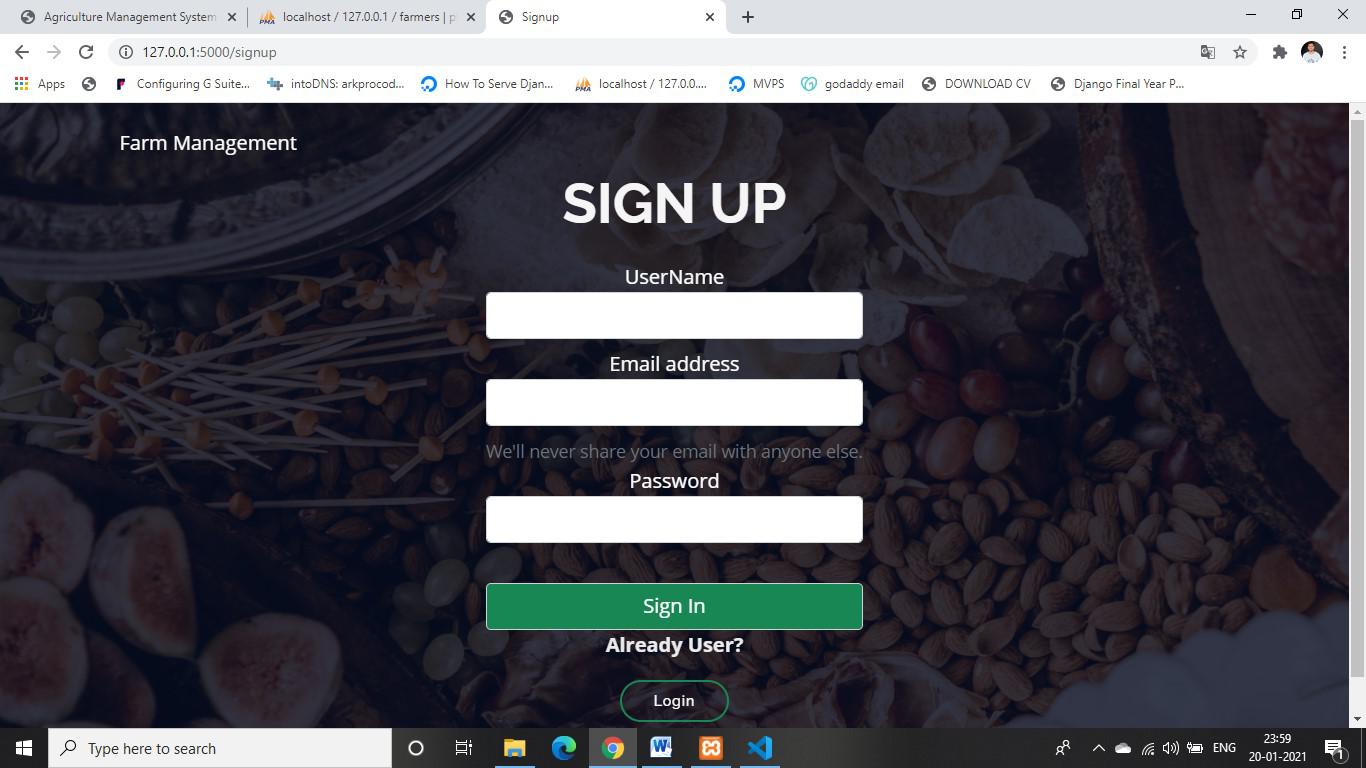 Agriculture Management System
localhost / 127.0.0.1 / farmers | p
Signup
127.0.0.1:5000/signup
Apps
Configuring G Suite...
intoDNS: arkprocod...
How To Serve Djan...
localhost / 127.0.0....
MVPS
godaddy email
DOWNLOAD CV
Django Final Year P...
Farm Management
SIGN UP
UserName
Email address
We'll never share your email with anyone else.
Password
Sign In
Already User?
Login
Type here to search
ENG
23:59
20-01-2021
1